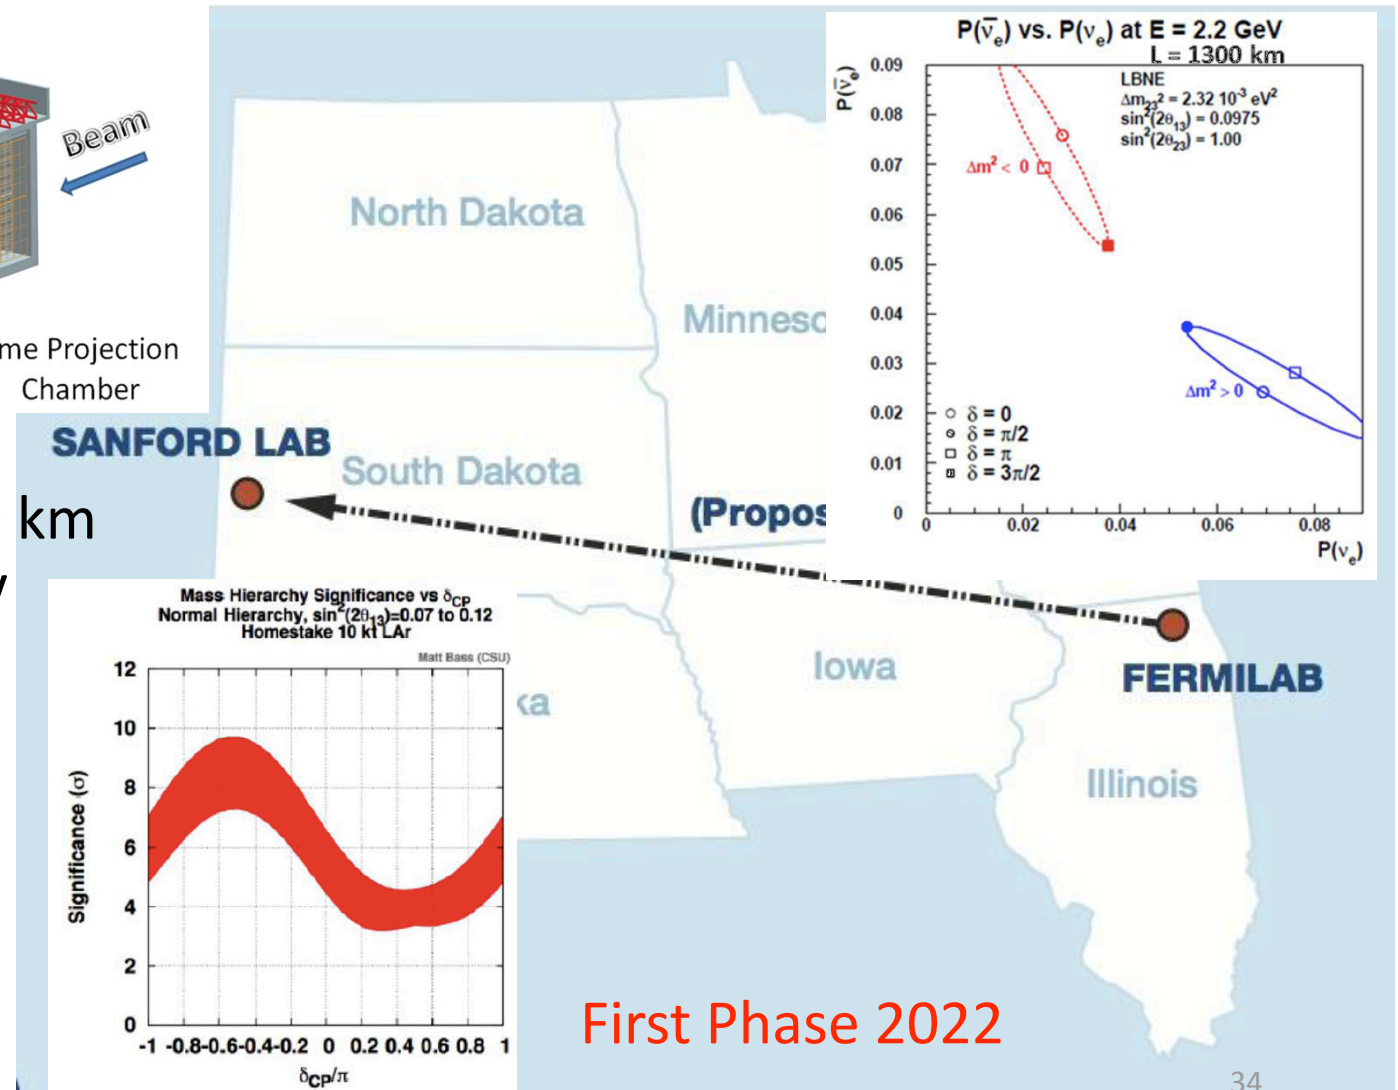 Beam
me Projection
Chamber
North Dakota
Minneso
SANFORD LAB
South Dakota
km
(Propos
Iowa
FERMILAB
ka
Illinois
P(ν̅e) vs. P(νe) at E = 2.2 GeV
L = 1300 km
LBNE
Δm₂₃² = 2.32 10⁻³ eV²
sin²(2θ₁₃) = 0.0975
sin²(2θ₂₃) = 1.00
P(ν̅e)
0.09
0.08
0.07
0.06
0.05
0.04
0.03
0.02
0.01
0
Δm² < 0
Δm² > 0
δ = 0
δ = π/2
δ = π
δ = 3π/2
0 0.02 0.04 0.06 0.08
P(νe)
Mass Hierarchy Significance vs δCP
Normal Hierarchy, sin²(2θ₁₃)=0.07 to 0.12
Homestake 10 kt LAr
Matt Bass (CSU)
Significance (σ)
12
10
8
6
4
2
0
-1 -0.8 -0.6 -0.4 -0.2 0 0.2 0.4 0.6 0.8 1
δCP/π
First Phase 2022
34